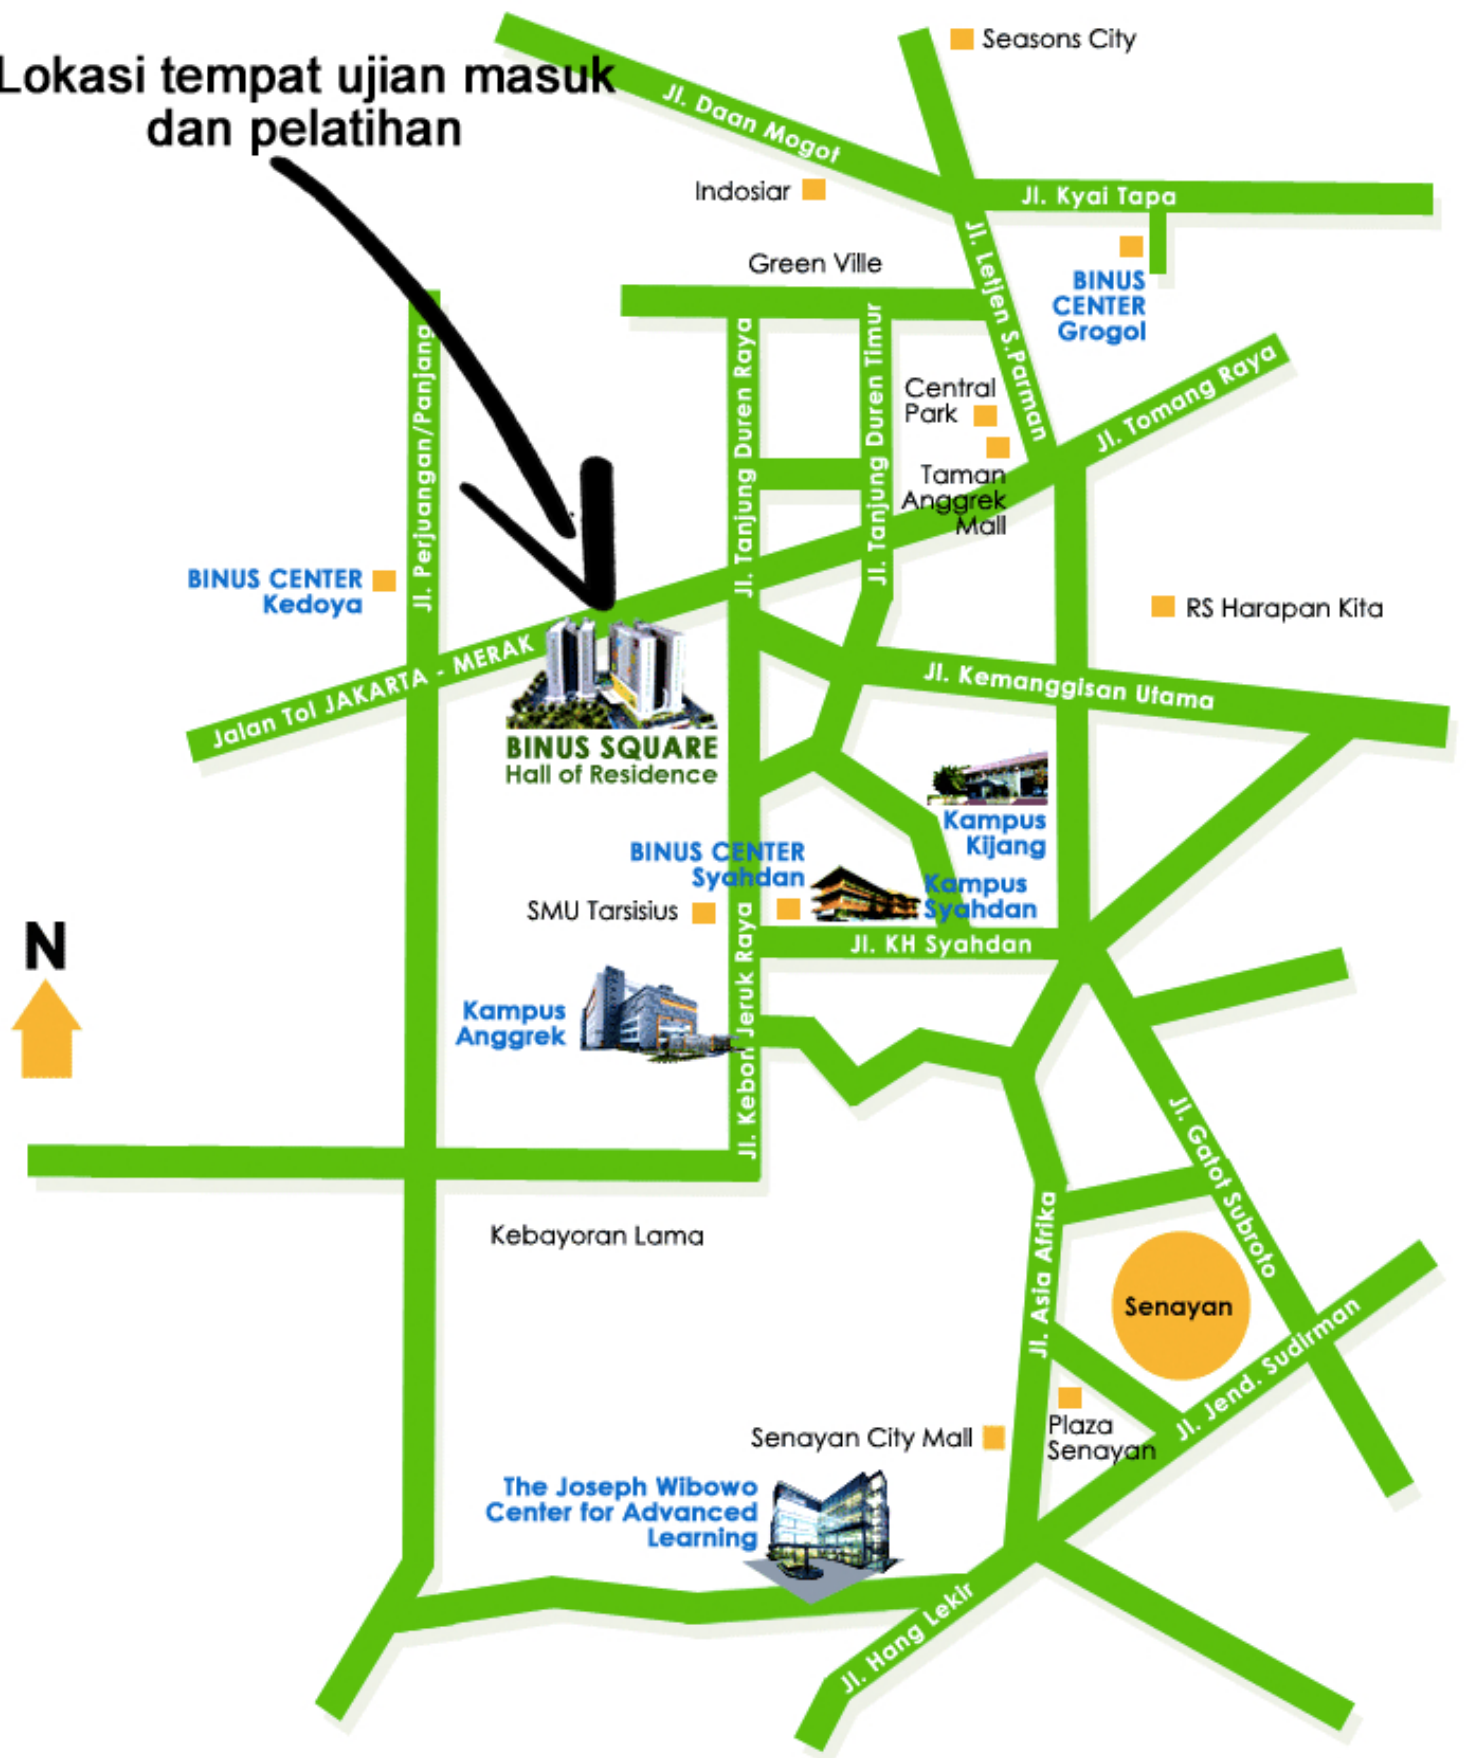 Lokasi tempat ujian masuk
dan pelatihan
Seasons City
Jl. Daan Mogot
Indosiar
Jl. Kyai Tapa
Green Ville
Jl. Letjen S.Parman
BINUS
CENTER
Grogol
Jl. Perjuangan/Panjang
Jl. Tanjung Duren Raya
Jl. Tanjung Duren Timur
Central
Park
Jl. Tomang Raya
Taman
Anggrek
Mall
BINUS CENTER
Kedoya
RS Harapan Kita
Jalan Tol JAKARTA - MERAK
Jl. Kemanggisan Utama
BINUS SQUARE
Hall of Residence
Kampus
Kijang
BINUS CENTER
Syahdan
Kampus
Syahdan
SMU Tarsisius
Jl. KH Syahdan
N
Kampus
Anggrek
Jl. Kebon Jeruk Raya
Jl. Gatot Subroto
Kebayoran Lama
Jl. Asia Afrika
Senayan
Jl. Jend. Sudirman
Plaza
Senayan
Senayan City Mall
The Joseph Wibowo
Center for Advanced
Learning
Jl. Hang Lekir